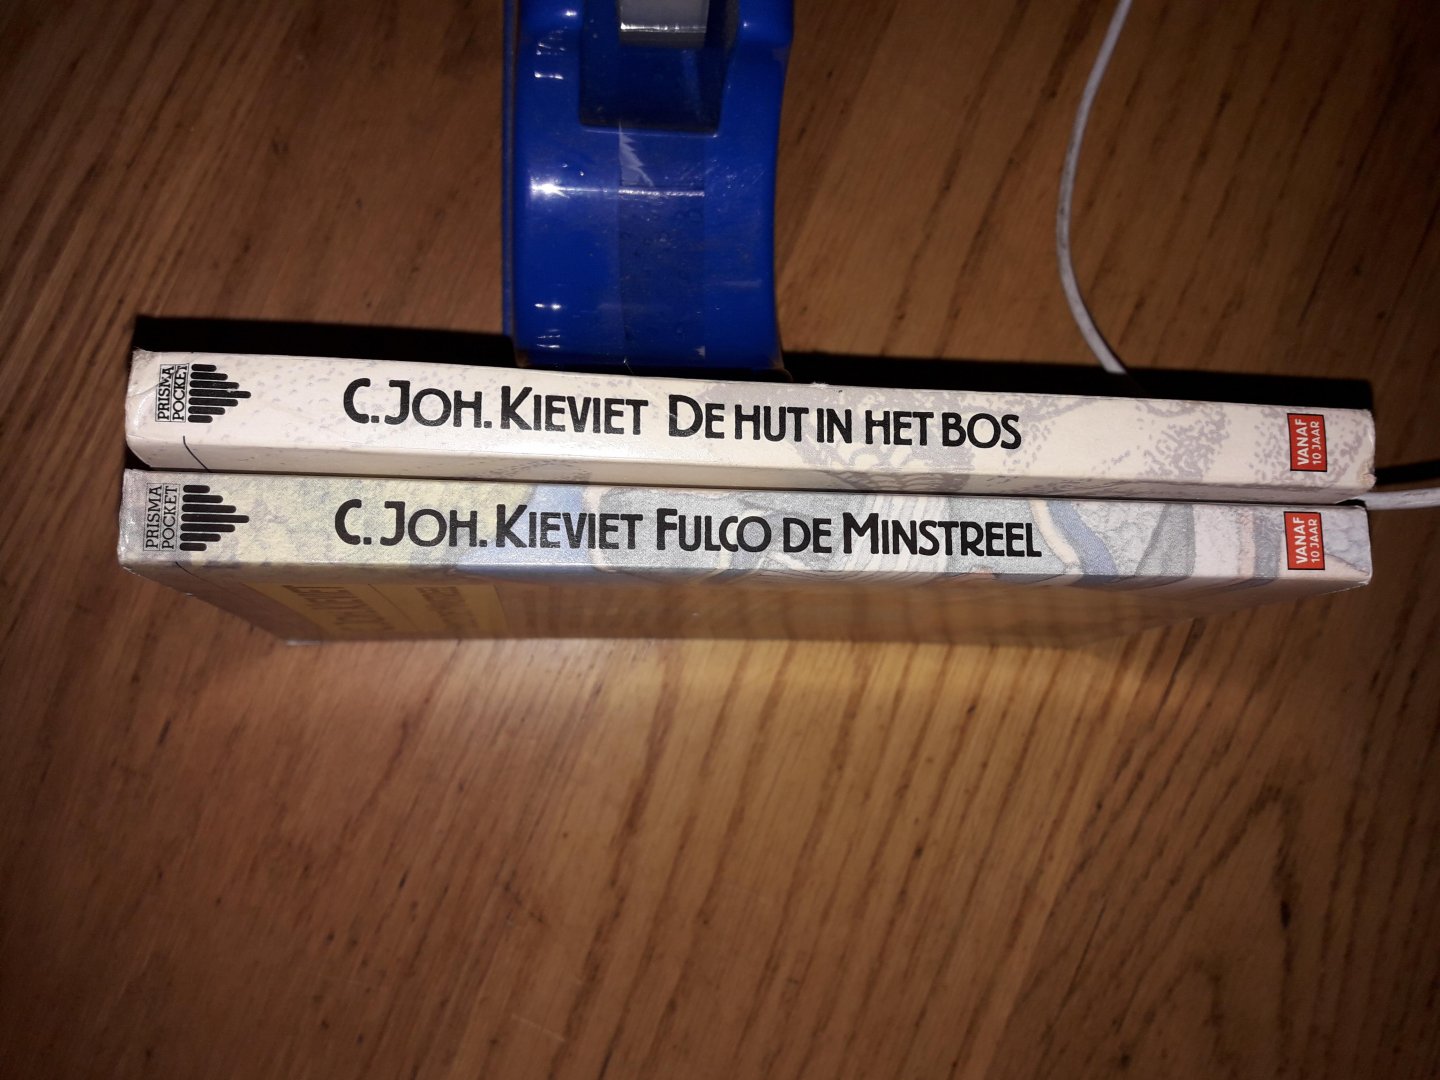 PRISMA
POCKET
C. JOH. KIEVIET DE HUT IN HET BOS
VANAF
10 JAAR
PRISMA
POCKET
C. JOH. KIEVIET FULCO DE MINSTREEL
VANAF
10 JAAR